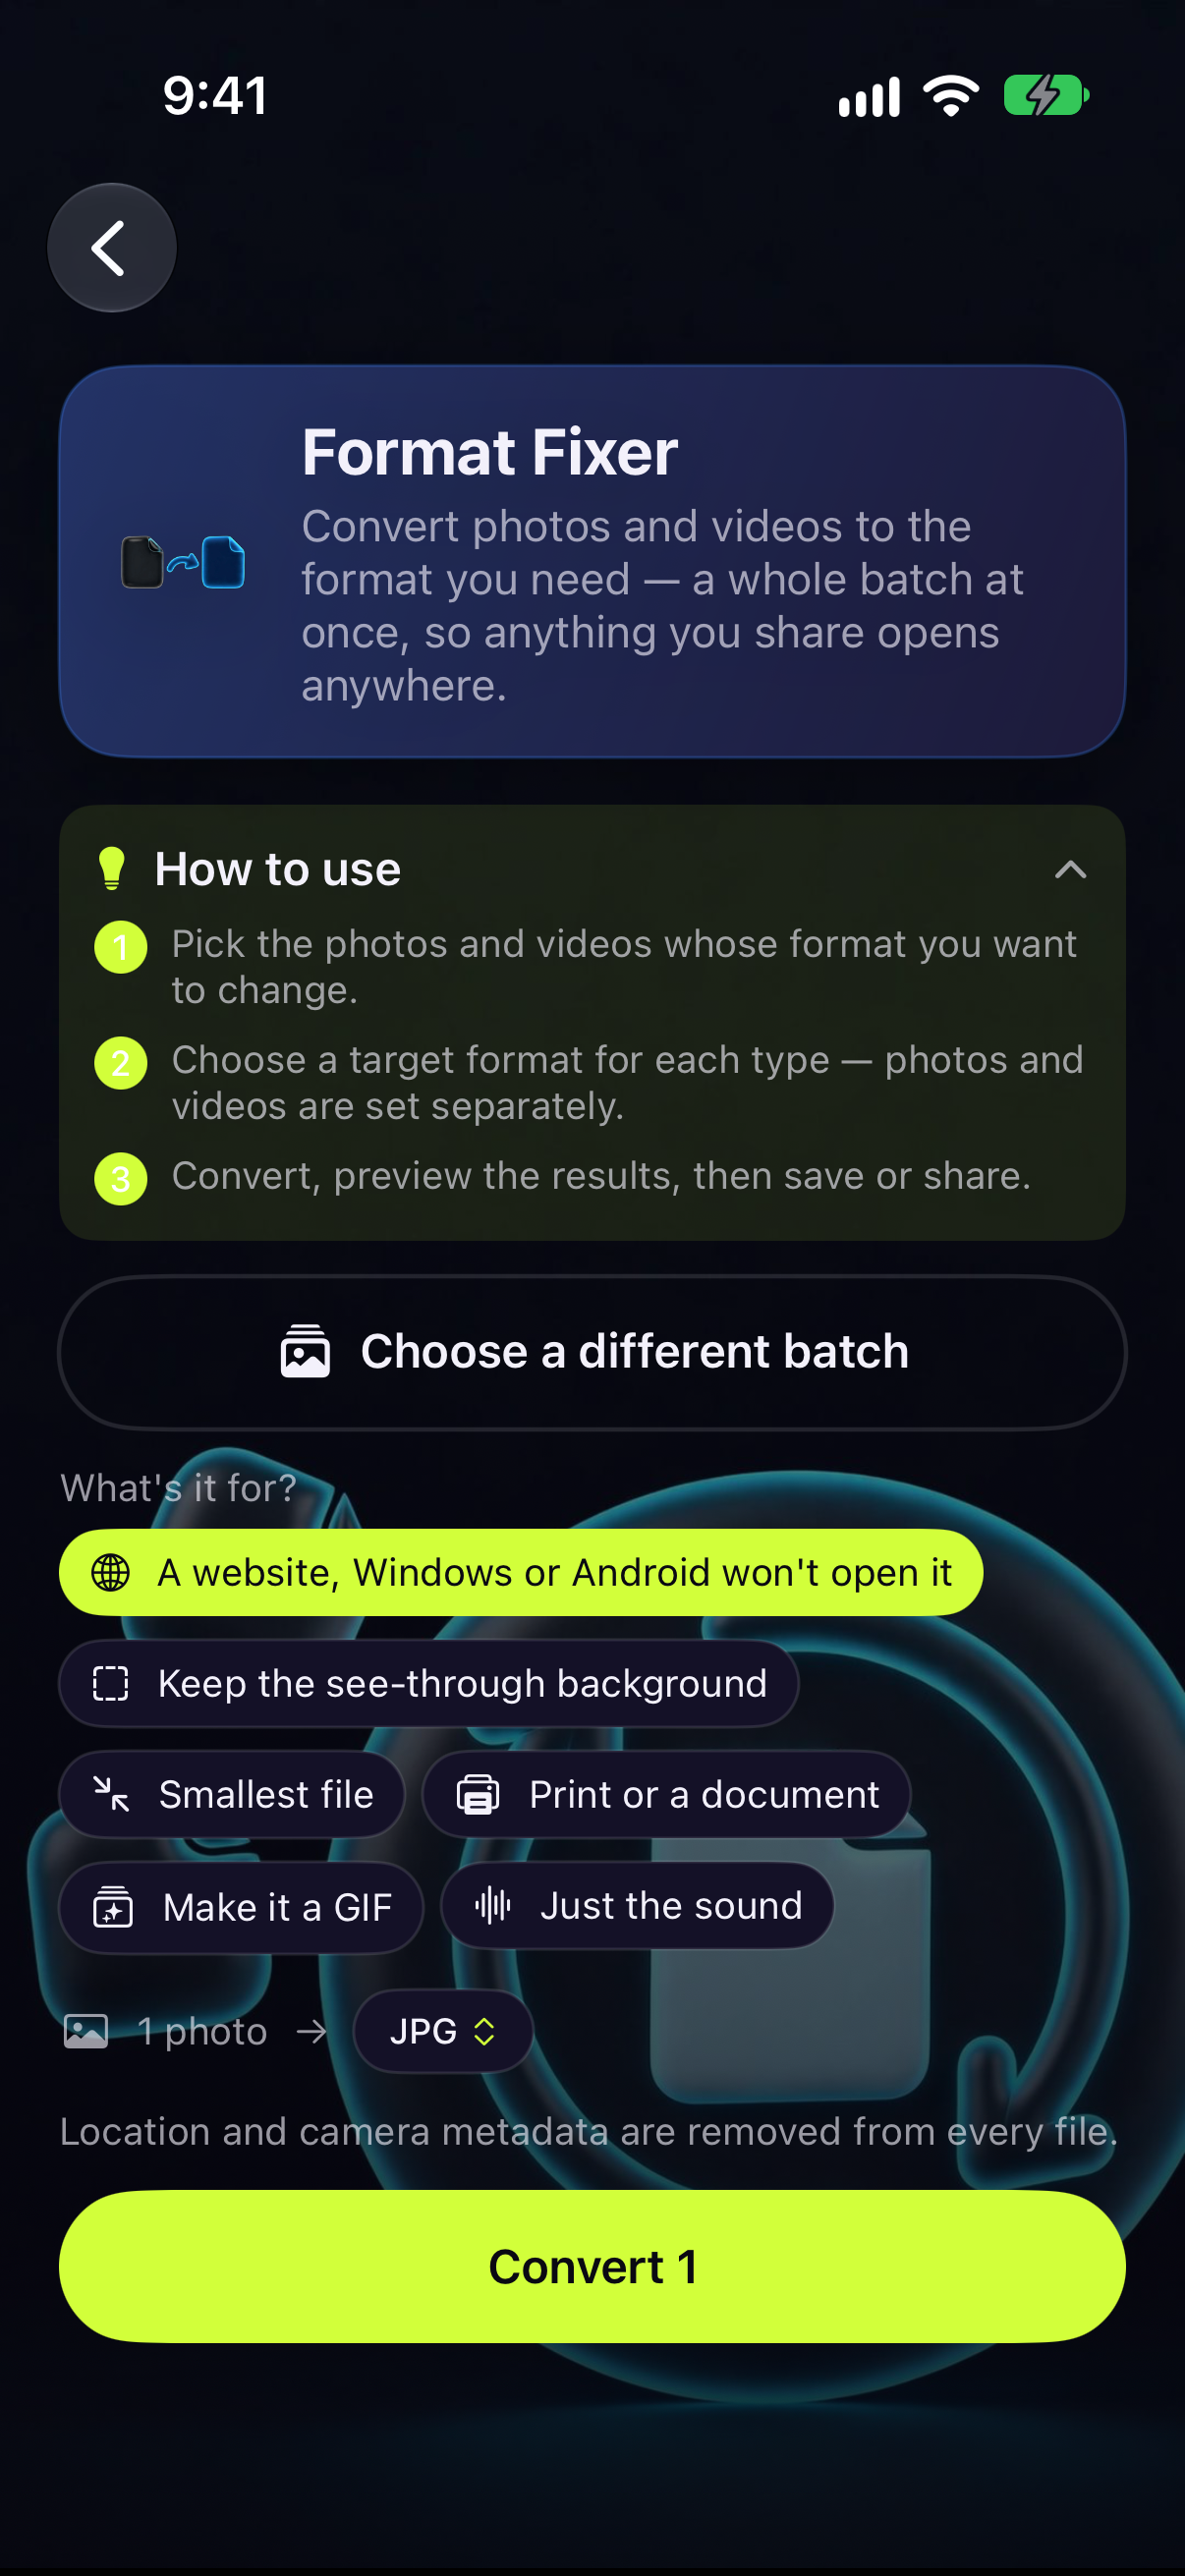 9:41
Format Fixer
Convert photos and videos to the
format you need — a whole batch at
once, so anything you share opens
anywhere.
How to use
1 Pick the photos and videos whose format you want
to change.
2 Choose a target format for each type — photos and
videos are set separately.
3 Convert, preview the results, then save or share.
Choose a different batch
What's it for?
A website, Windows or Android won't open it
Keep the see-through background
Smallest file
Print or a document
Make it a GIF
Just the sound
1 photo → JPG
Location and camera metadata are removed from every file.
Convert 1